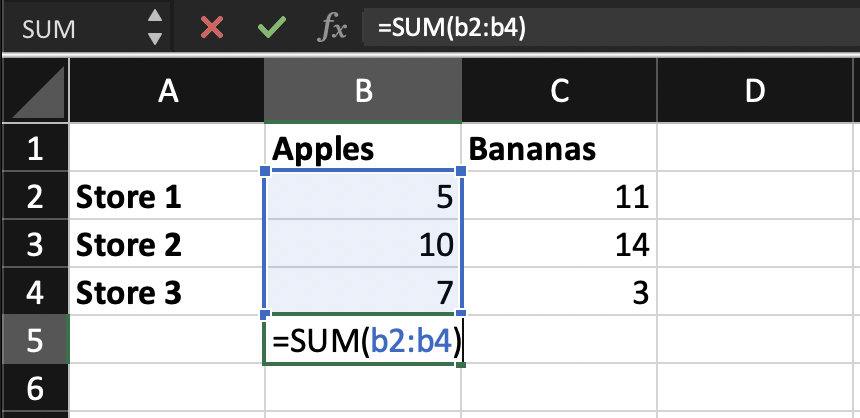 SUM fx =SUM(b2:b4)
A B C D
1 Apples Bananas
2 Store 1 5 11
3 Store 2 10 14
4 Store 3 7 3
5 =SUM(b2:b4)
6